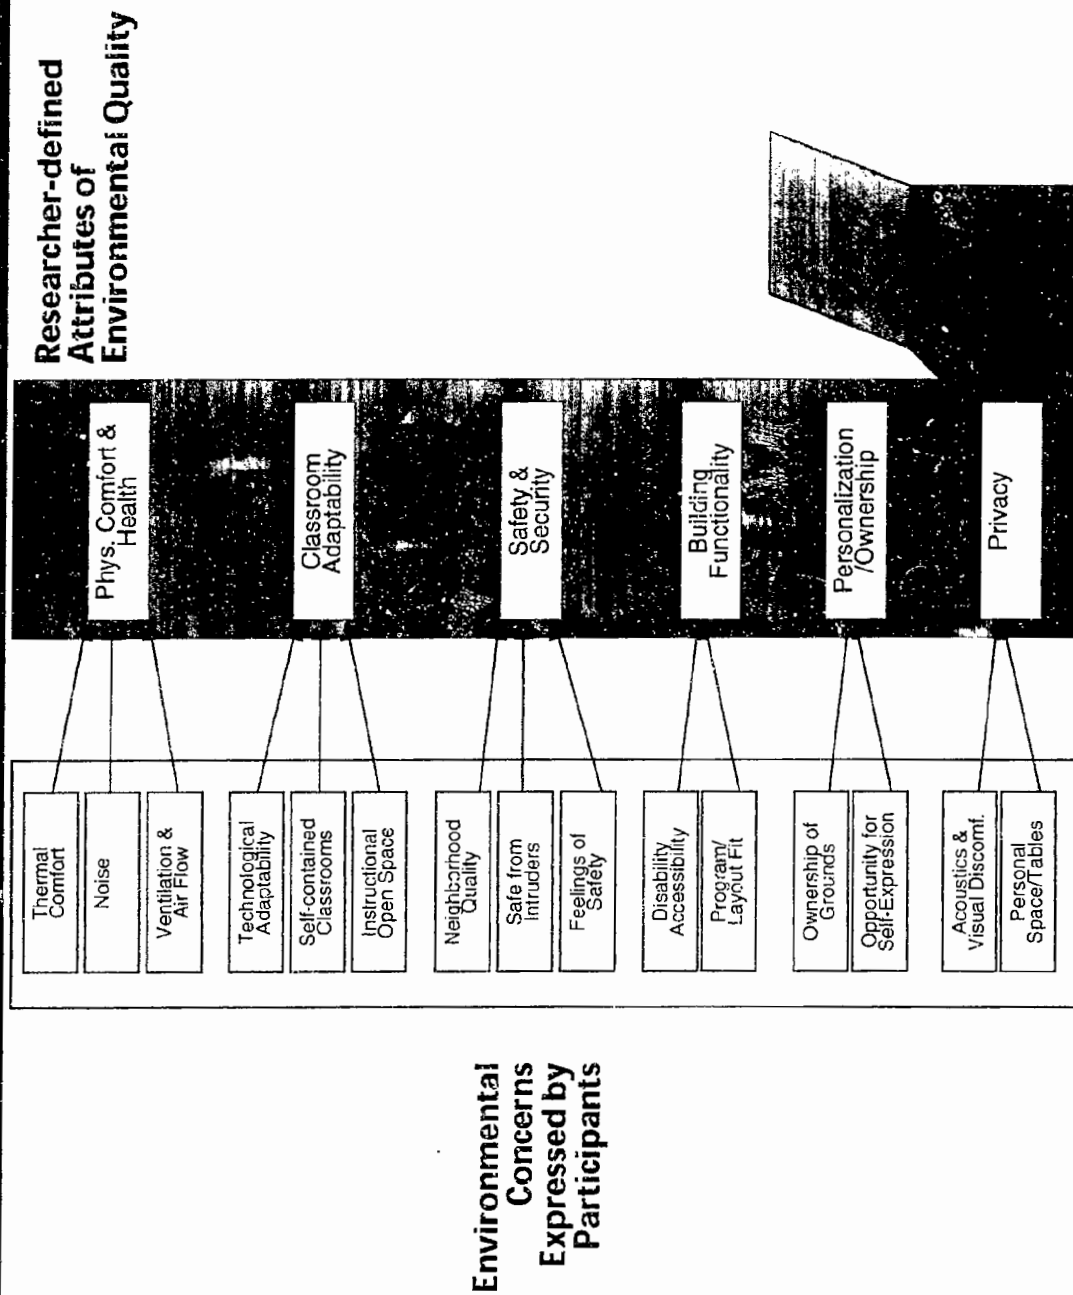 Researcher-defined
Attributes of
Environmental Quality
Phys. Comfort &
Health
Classroom
Adaptability
Safety &
Security
Building
Functionality
Personalization
/Ownership
Privacy
Thermal
Comfort
Noise
Ventilation &
Air Flow
Technological
Adaptability
Self-contained
Classrooms
Instructional
Open Space
Neighborhood
Quality
Safe from
Intruders
Feelings of
Safety
Disability
Accessibility
Program/
Layout Fit
Ownership of
Grounds
Opportunity for
Self-Expression
Acoustics &
Visual Discomf.
Personal
Space/Tables
Environmental
Concerns
Expressed by
Participants